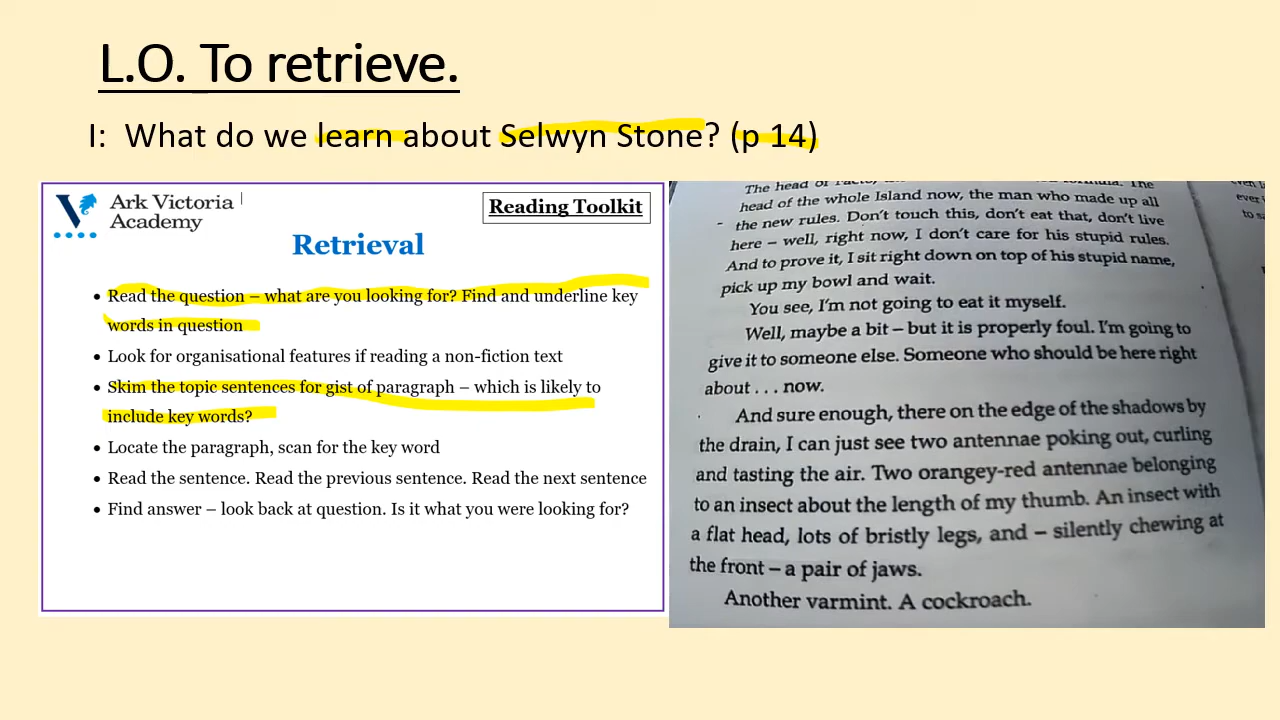 L.O. To retrieve.
I: What do we learn about Selwyn Stone? (p 14)
Ark Victoria
Academy
Reading Toolkit
Retrieval
• Read the question – what are you looking for? Find and underline key
words in question
• Look for organisational features if reading a non-fiction text
• Skim the topic sentences for gist of paragraph – which is likely to
include key words?
• Locate the paragraph, scan for the key word
• Read the sentence. Read the previous sentence. Read the next sentence
• Find answer – look back at question. Is it what you were looking for?
The head of The
head of the whole Island now, the man who made up all
the new rules. Don't touch this, don't eat that, don't live
here – well, right now, I don't care for his stupid rules.
And to prove it, I sit right down on top of his stupid name,
pick up my bowl and wait.
You see, I'm not going to eat it myself.
Well, maybe a bit – but it is properly foul. I'm going to
give it to someone else. Someone who should be here right
about . . . now.
And sure enough, there on the edge of the shadows by
the drain, I can just see two antennae poking out, curling
and tasting the air. Two orangey-red antennae belonging
to an insect about the length of my thumb. An insect with
a flat head, lots of bristly legs, and – silently chewing at
the front – a pair of jaws.
Another varmint. A cockroach.